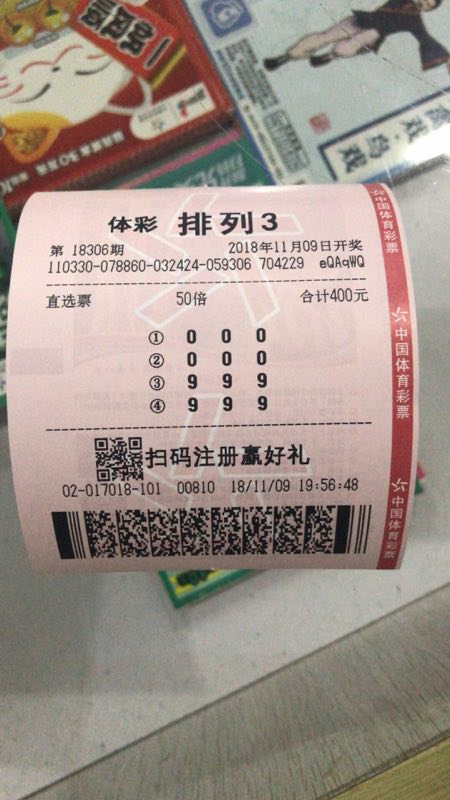 体彩 排列3
第 18306期 2018年11月09日开奖
110330-078860-032424-059306 704229 eQAqWQ
直选票 50倍 合计400元
① 0 0 0
② 0 0 0
③ 9 9 9
④ 9 9 9
扫码注册赢好礼
02-017018-101 00810 18/11/09 19:56:48
中国体育彩票
中国体育彩票
中国体育彩票
戏·鸟戏